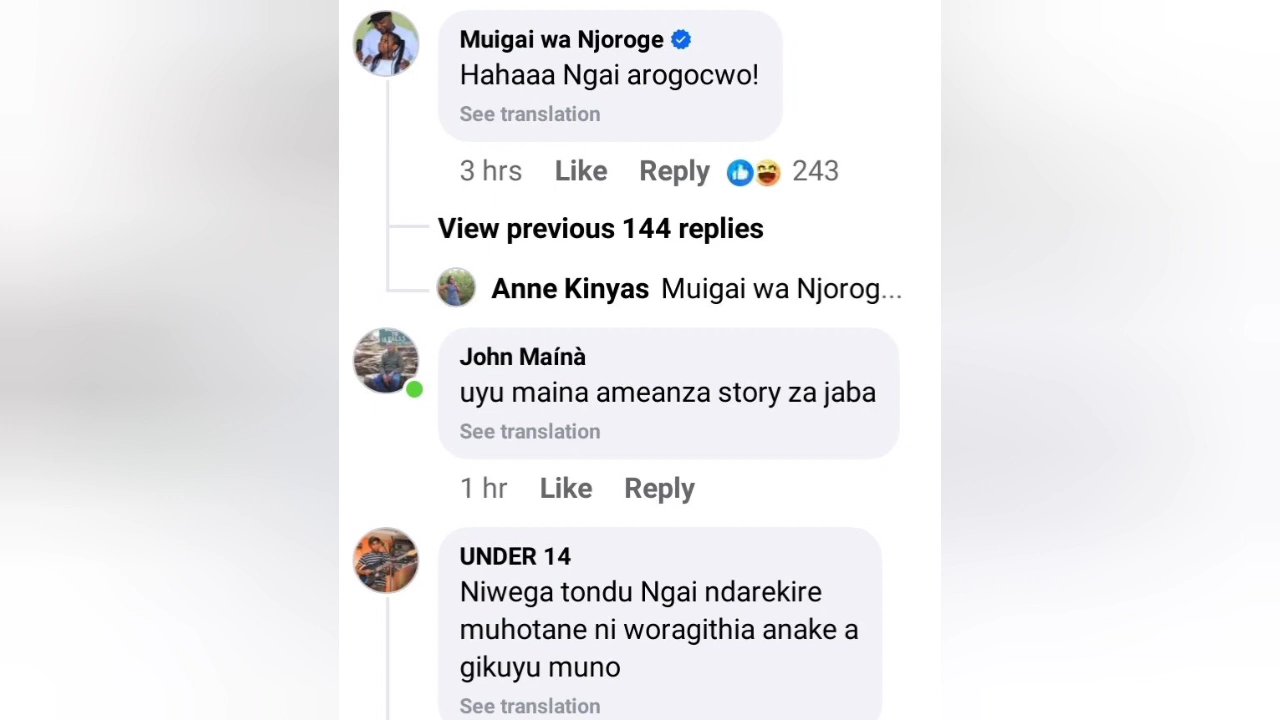 Muigai wa Njoroge
Hahaaa Ngai arogocwo!
See translation
3 hrs Like Reply 243
View previous 144 replies
Anne Kinyas Muigai wa Njorog...
John Maínà
uyu maina ameanza story za jaba
See translation
1 hr Like Reply
UNDER 14
Niwega tondu Ngai ndarekire
muhotane ni woragithia anake a
gikuyu muno
See translation